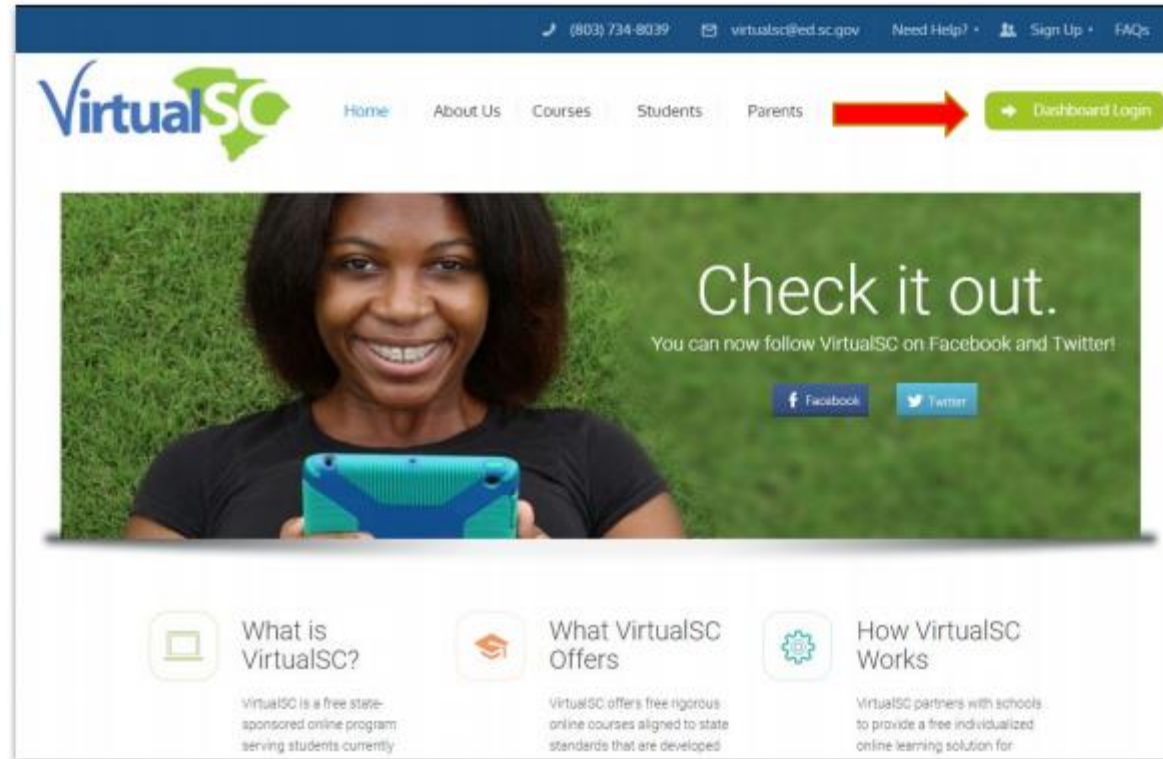 (803) 734-8039 virtualsc@ed.sc.gov Need Help? Sign Up FAQs
VirtualSC Home About Us Courses Students Parents Dashboard Login
Check it out.
You can now follow VirtualSC on Facebook and Twitter!
Facebook Twitter
What is
VirtualSC?
VirtualSC is a free state-
sponsored online program
serving students currently
What VirtualSC
Offers
VirtualSC offers free rigorous
online courses aligned to state
standards that are developed
How VirtualSC
Works
VirtualSC partners with schools
to provide a free individualized
online learning solution for